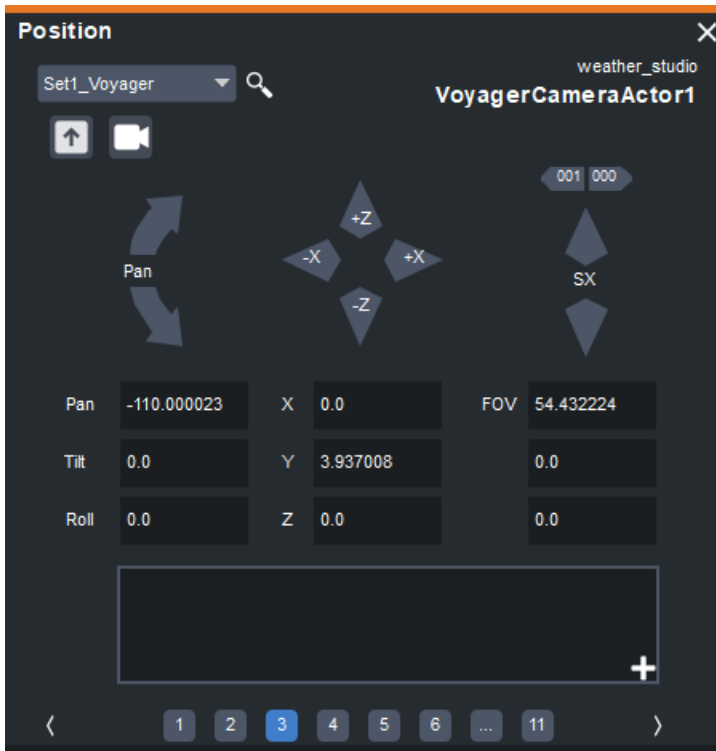 Position
weather_studio
Set1_Voyager
VoyagerCameraActor1
001 000
+Z
-X +X
Pan
SX
-Z
Pan -110.000023 X 0.0 FOV 54.432224
Tilt 0.0 Y 3.937008 0.0
Roll 0.0 Z 0.0 0.0
1 2 3 4 5 6 ... 11